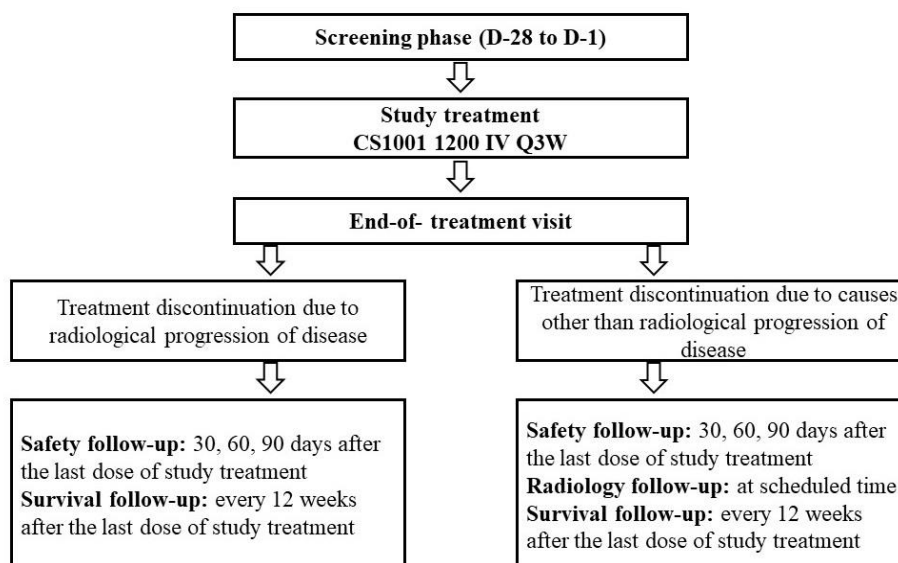 Screening phase (D-28 to D-1)
Study treatment
CS1001 1200 IV Q3W
End-of- treatment visit
Treatment discontinuation due to
radiological progression of disease
Treatment discontinuation due to causes
other than radiological progression of
disease
Safety follow-up: 30, 60, 90 days after
the last dose of study treatment
Survival follow-up: every 12 weeks
after the last dose of study treatment
Safety follow-up: 30, 60, 90 days after
the last dose of study treatment
Radiology follow-up: at scheduled time
Survival follow-up: every 12 weeks
after the last dose of study treatment